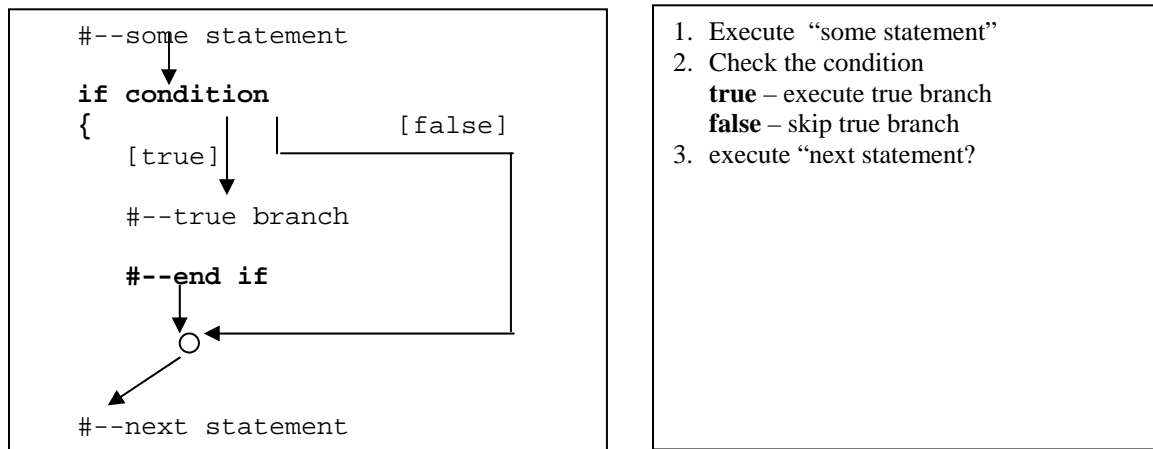 #--some statement
if condition
{ [false]
[true]
#--true branch
#--end if
#--next statement
1. Execute “some statement”
2. Check the condition
true – execute true branch
false – skip true branch
3. execute “next statement?